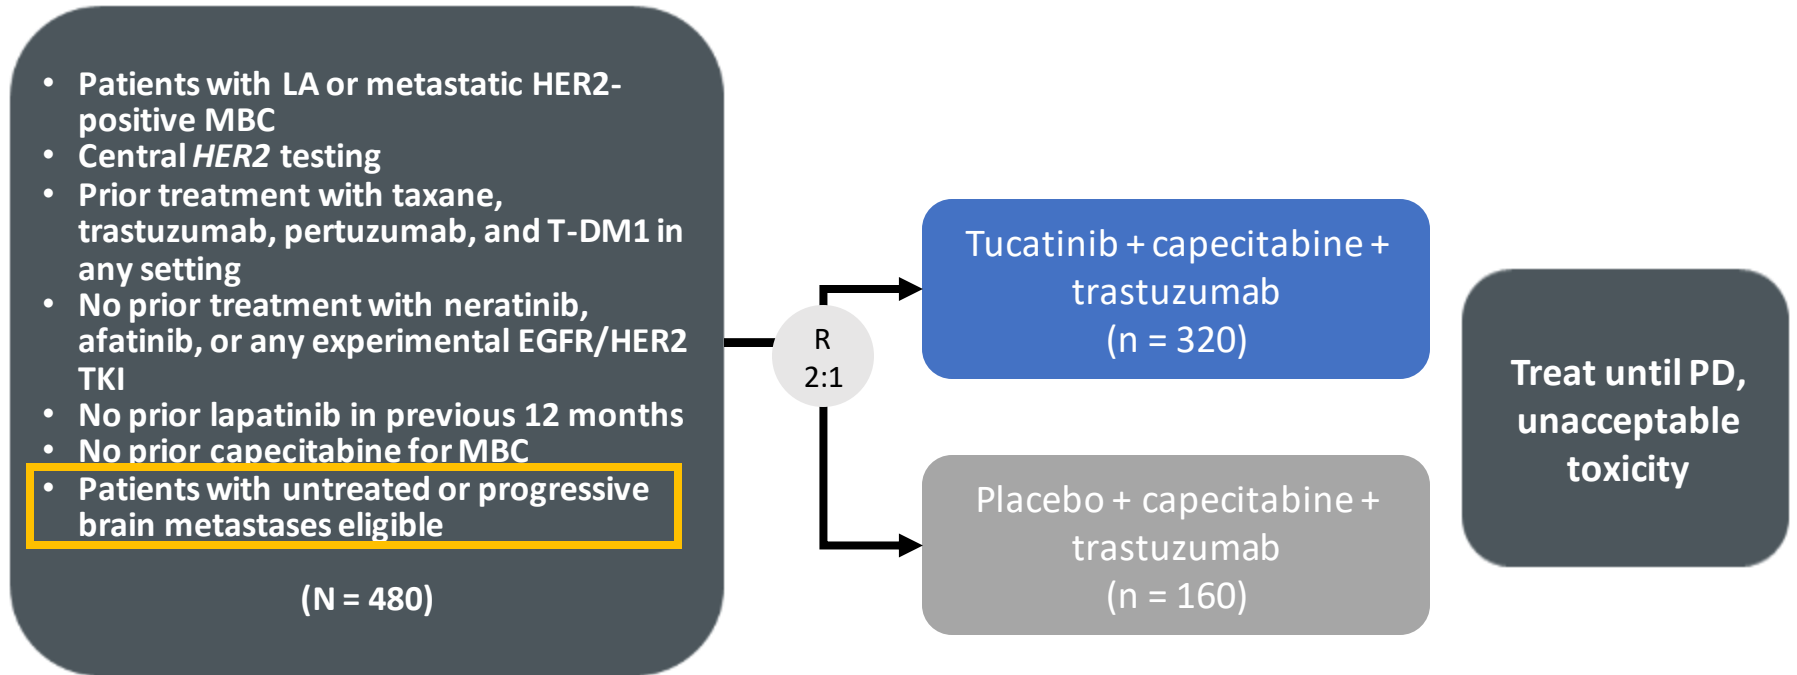 • Patients with LA or metastatic HER2-
positive MBC
• Central HER2 testing
• Prior treatment with taxane,
trastuzumab, pertuzumab, and T-DM1 in
any setting
• No prior treatment with neratinib,
afatinib, or any experimental EGFR/HER2
TKI
• No prior lapatinib in previous 12 months
• No prior capecitabine for MBC
• Patients with untreated or progressive
brain metastases eligible
(N = 480)
R
2:1
Tucatinib + capecitabine +
trastuzumab
(n = 320)
Placebo + capecitabine +
trastuzumab
(n = 160)
Treat until PD,
unacceptable
toxicity